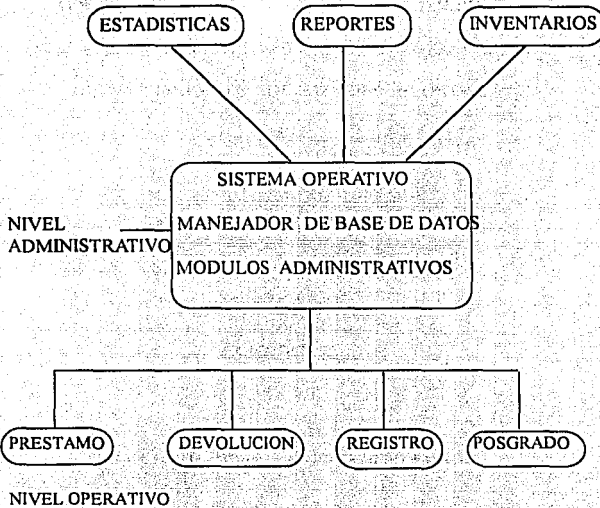 ESTADISTICAS
REPORTES
INVENTARIOS
SISTEMA OPERATIVO
NIVEL
ADMINISTRATIVO
MANEJADOR DE BASE DE DATOS
MODULOS ADMINISTRATIVOS
PRESTAMO
DEVOLUCION
REGISTRO
POSGRADO
NIVEL OPERATIVO